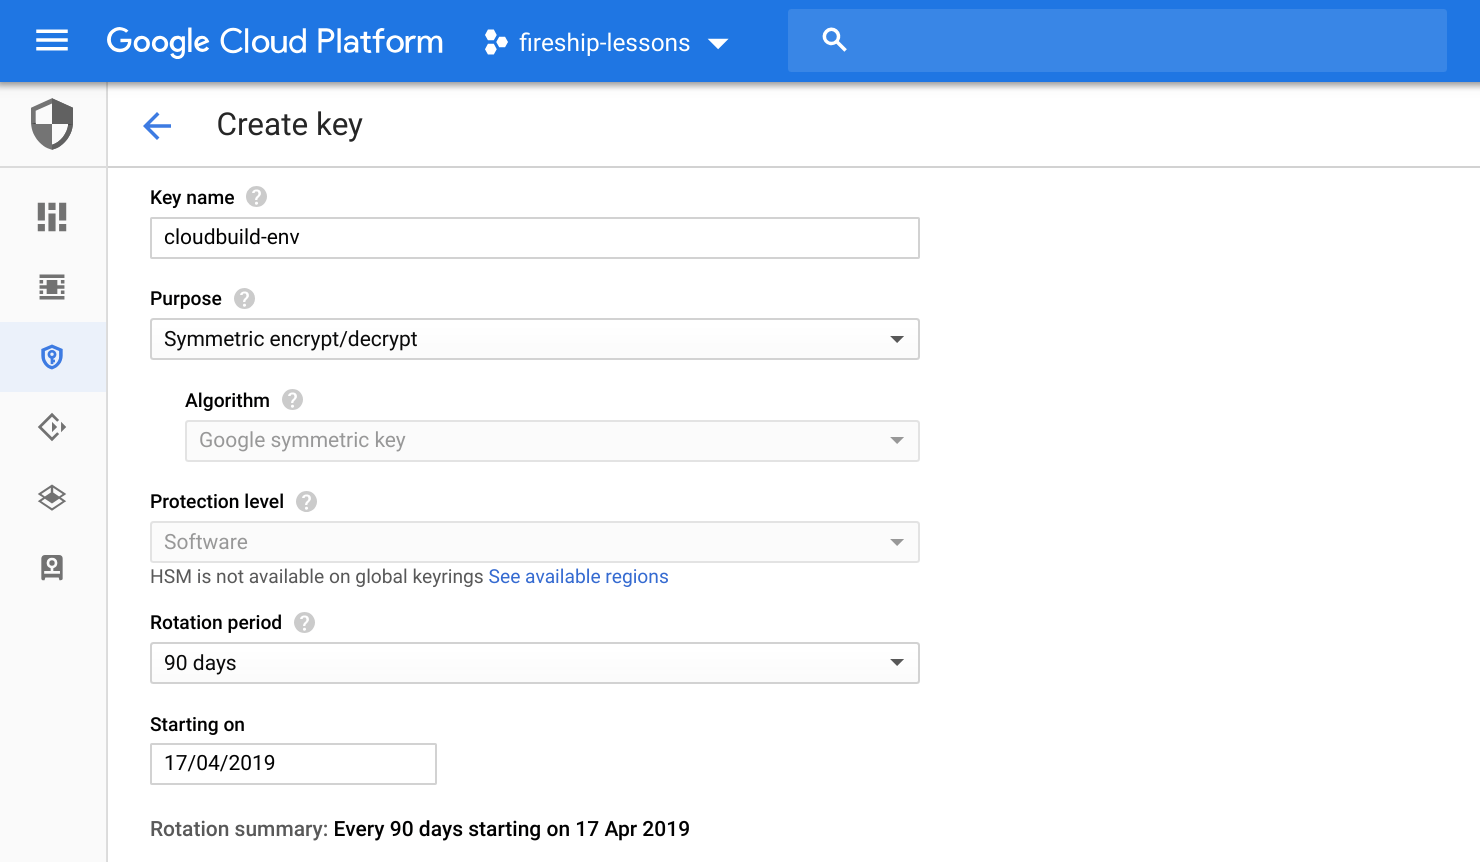 Google Cloud Platform fireship-lessons
Create key
Key name ?
cloudbuild-env
Purpose ?
Symmetric encrypt/decrypt
Algorithm ?
Google symmetric key
Protection level ?
Software
HSM is not available on global keyrings See available regions
Rotation period ?
90 days
Starting on
17/04/2019
Rotation summary: Every 90 days starting on 17 Apr 2019